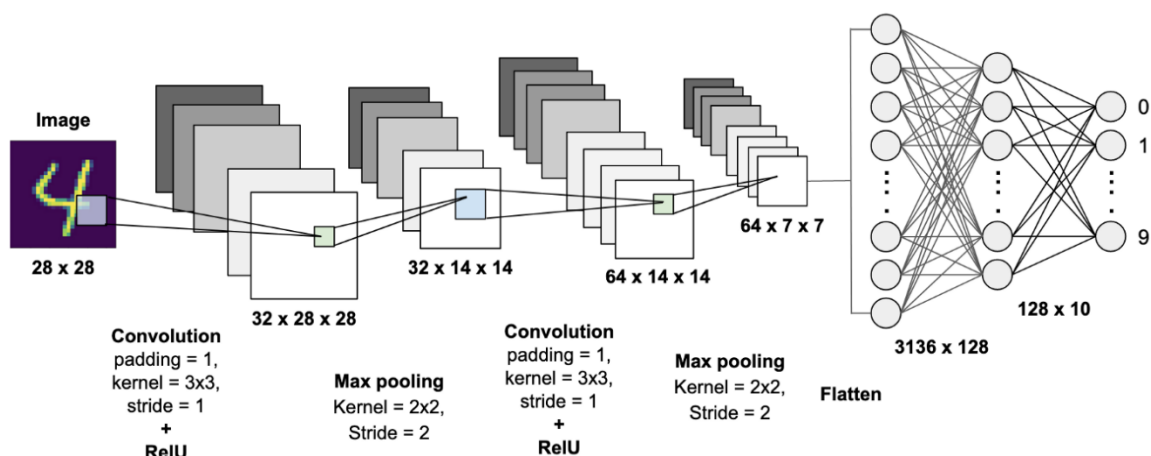 Image
28 x 28
32 x 28 x 28
Convolution
padding = 1,
kernel = 3x3,
stride = 1
+
RelU
32 x 14 x 14
Max pooling
Kernel = 2x2,
Stride = 2
64 x 14 x 14
Convolution
padding = 1,
kernel = 3x3,
stride = 1
+
RelU
64 x 7 x 7
Max pooling
Kernel = 2x2,
Stride = 2
Flatten
3136 x 128
128 x 10
0
1
9